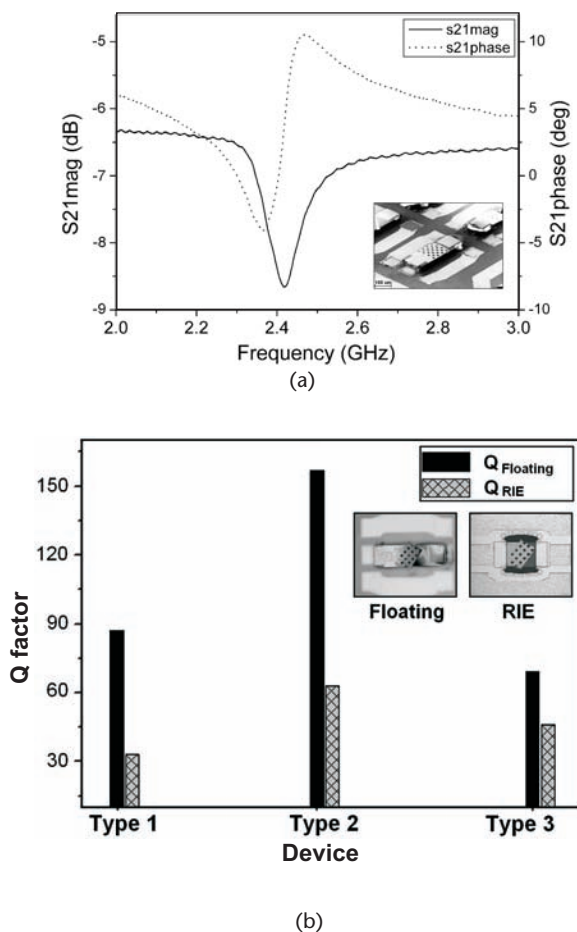 s21mag
s21phase
-5
-6
-7
-8
-9
S21mag (dB)
10
5
0
-5
-10
S21phase (deg)
2.0 2.2 2.4 2.6 2.8 3.0
Frequency (GHz)
(a)
Q Floating
Q RIE
150
120
90
60
30
Q factor
Floating RIE
Type 1 Type 2 Type 3
Device
(b)